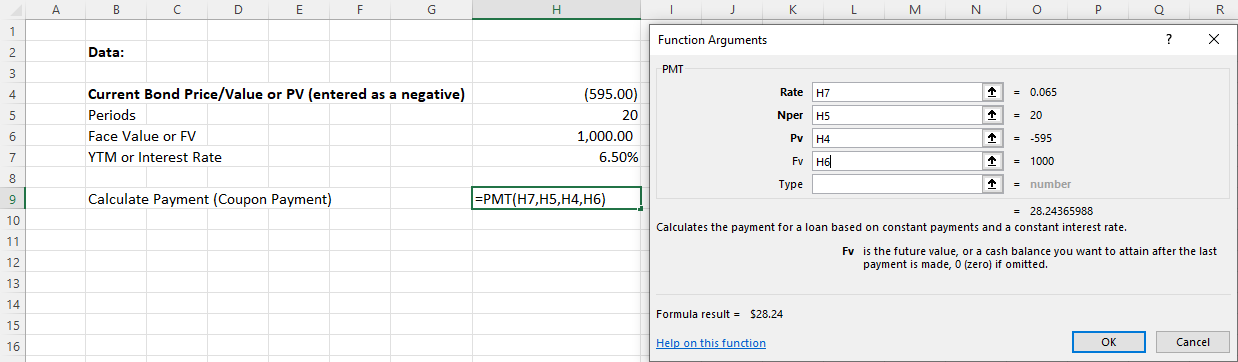 A B C D E F G H I J K L M N O P Q R
1
2 Data:
3
4 Current Bond Price/Value or PV (entered as a negative) (595.00)
5 Periods 20
6 Face Value or FV 1,000.00
7 YTM or Interest Rate 6.50%
8
9 Calculate Payment (Coupon Payment) =PMT(H7,H5,H4,H6)
10
11
12
13
14
15
16
Function Arguments ? ×
PMT
Rate H7 = 0.065
Nper H5 = 20
Pv H4 = -595
Fv H6 = 1000
Type = number
= 28.24365988
Calculates the payment for a loan based on constant payments and a constant interest rate.
Fv is the future value, or a cash balance you want to attain after the last
payment is made, 0 (zero) if omitted.
Formula result = $28.24
Help on this function OK Cancel